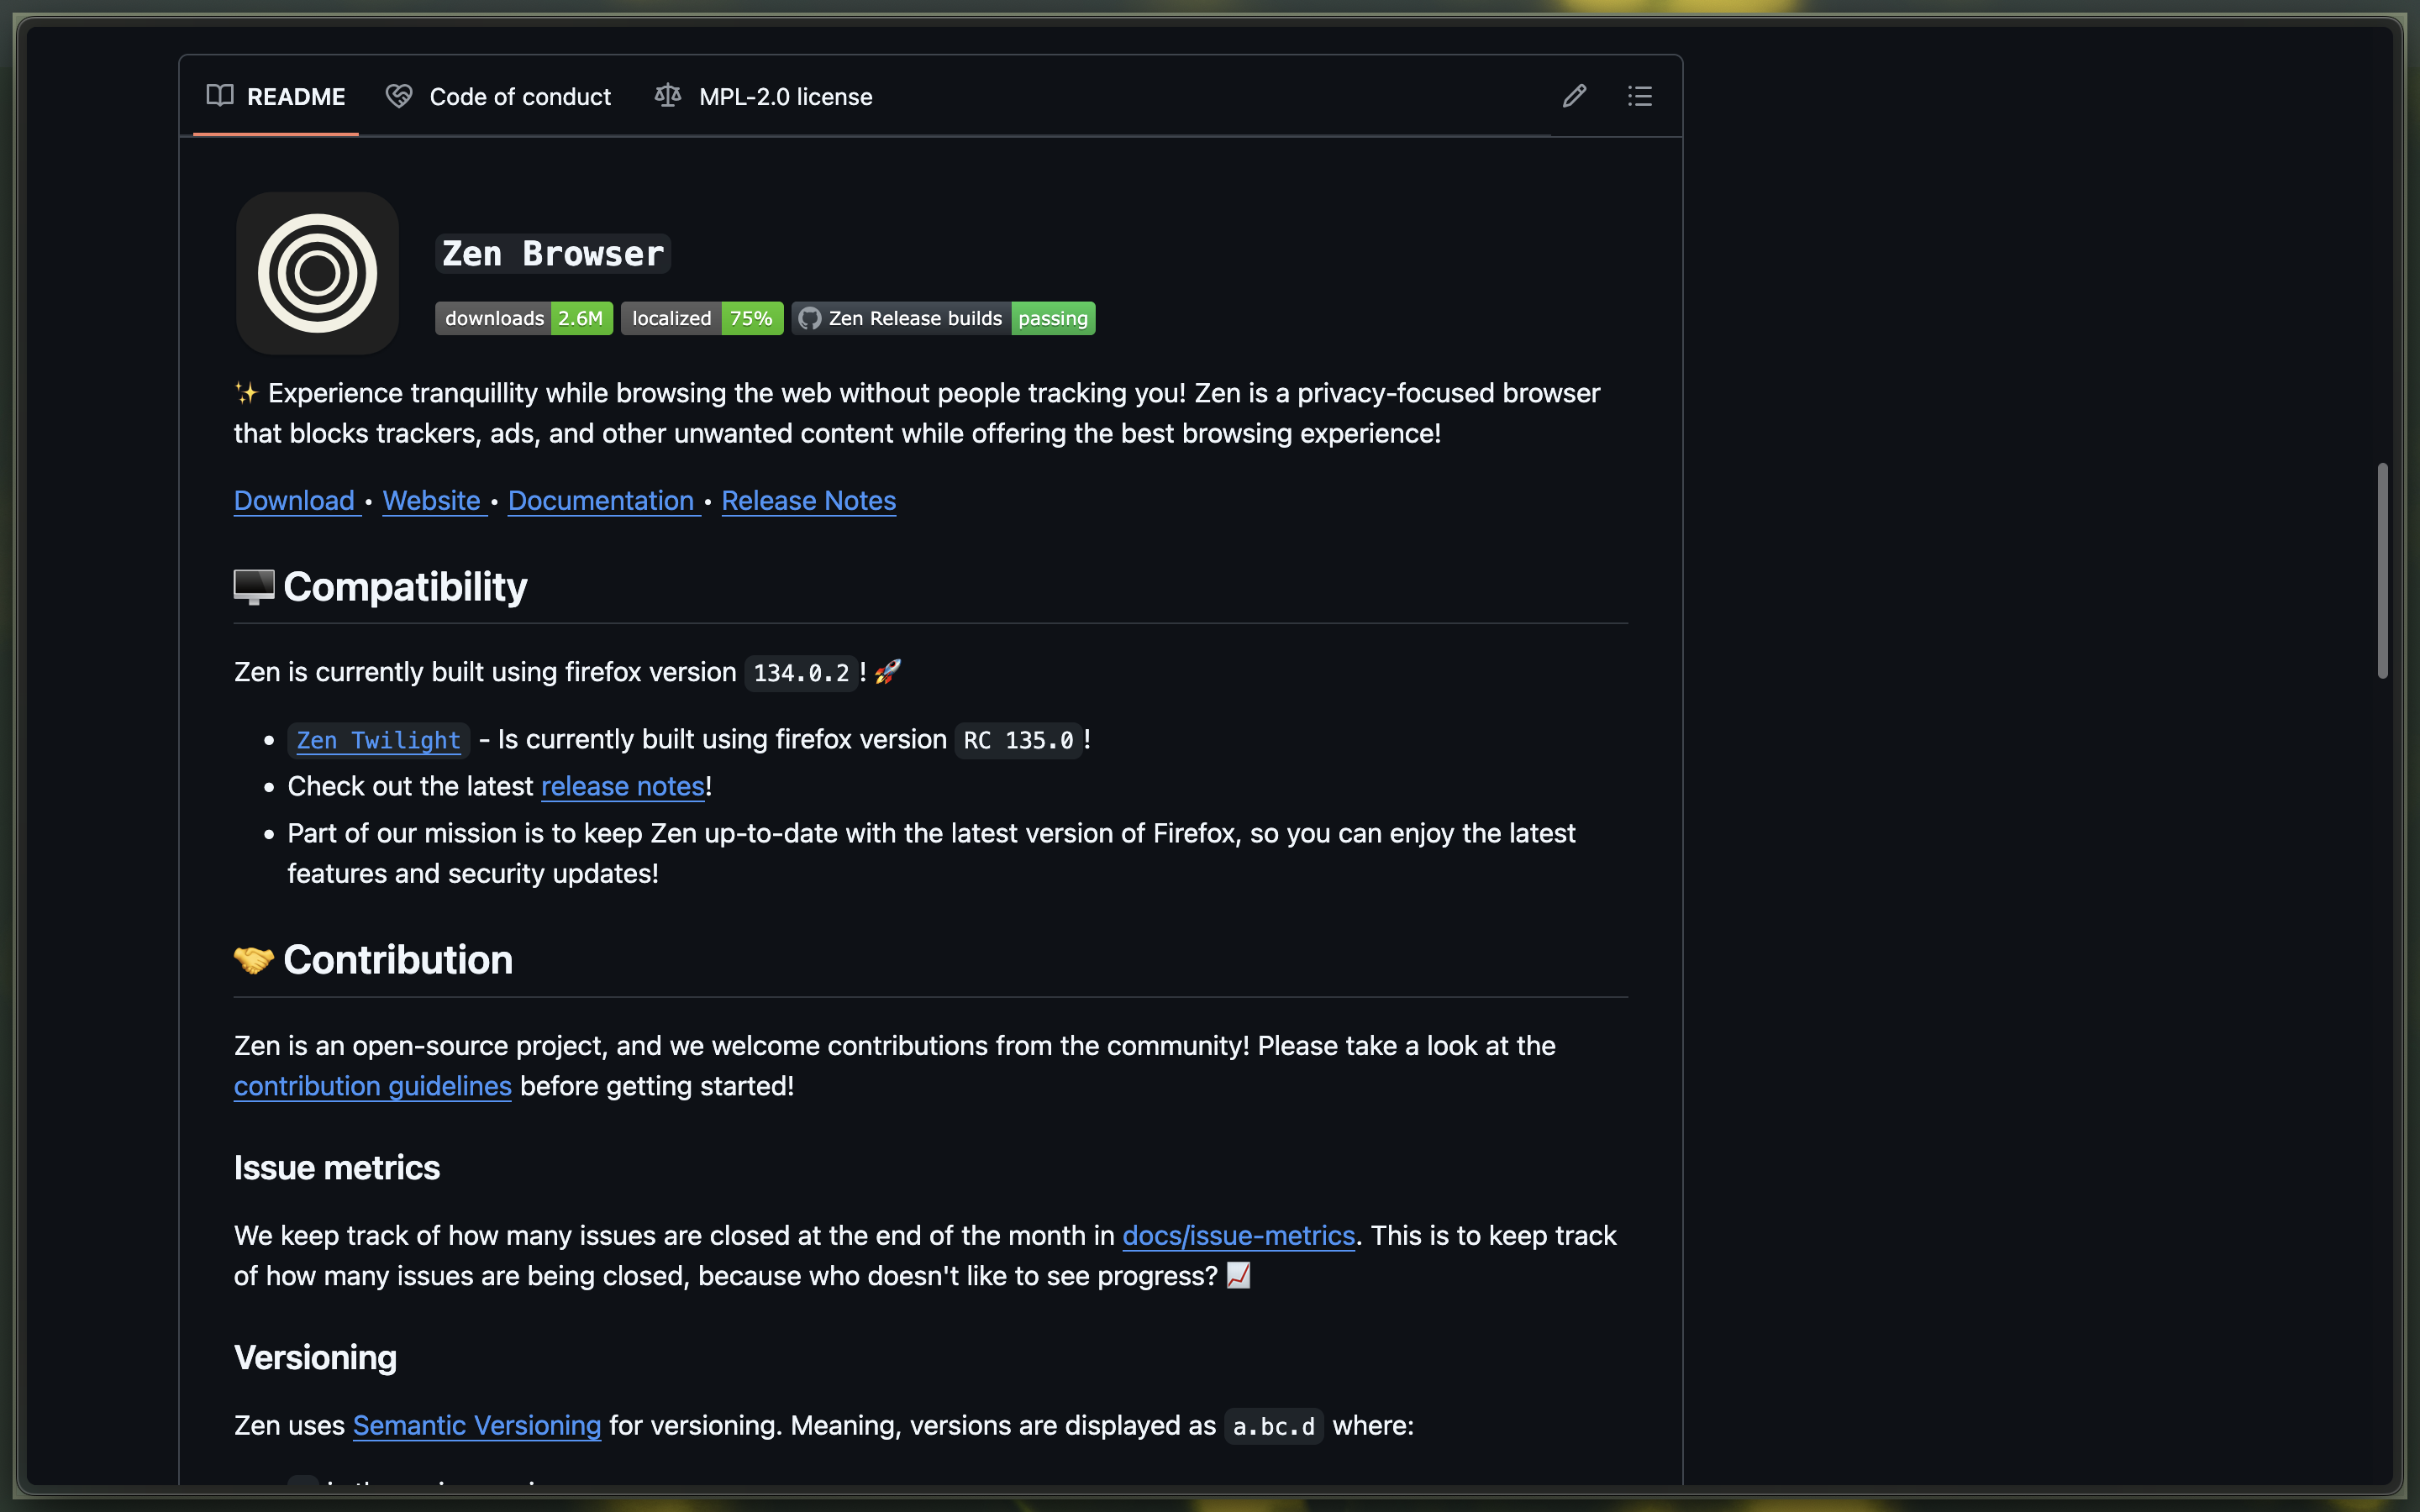 README
Code of conduct
MPL-2.0 license
Zen Browser
downloads 2.6M
localized 75%
Zen Release builds passing
✨ Experience tranquillity while browsing the web without people tracking you! Zen is a privacy-focused browser
that blocks trackers, ads, and other unwanted content while offering the best browsing experience!
Download • Website • Documentation • Release Notes
🖥️ Compatibility
Zen is currently built using firefox version 134.0.2! 🚀
• Zen Twilight - Is currently built using firefox version RC 135.0!
• Check out the latest release notes!
• Part of our mission is to keep Zen up-to-date with the latest version of Firefox, so you can enjoy the latest
features and security updates!
🤝 Contribution
Zen is an open-source project, and we welcome contributions from the community! Please take a look at the
contribution guidelines before getting started!
Issue metrics
We keep track of how many issues are closed at the end of the month in docs/issue-metrics. This is to keep track
of how many issues are being closed, because who doesn't like to see progress? 📈
Versioning
Zen uses Semantic Versioning for versioning. Meaning, versions are displayed as a.bc.d where: